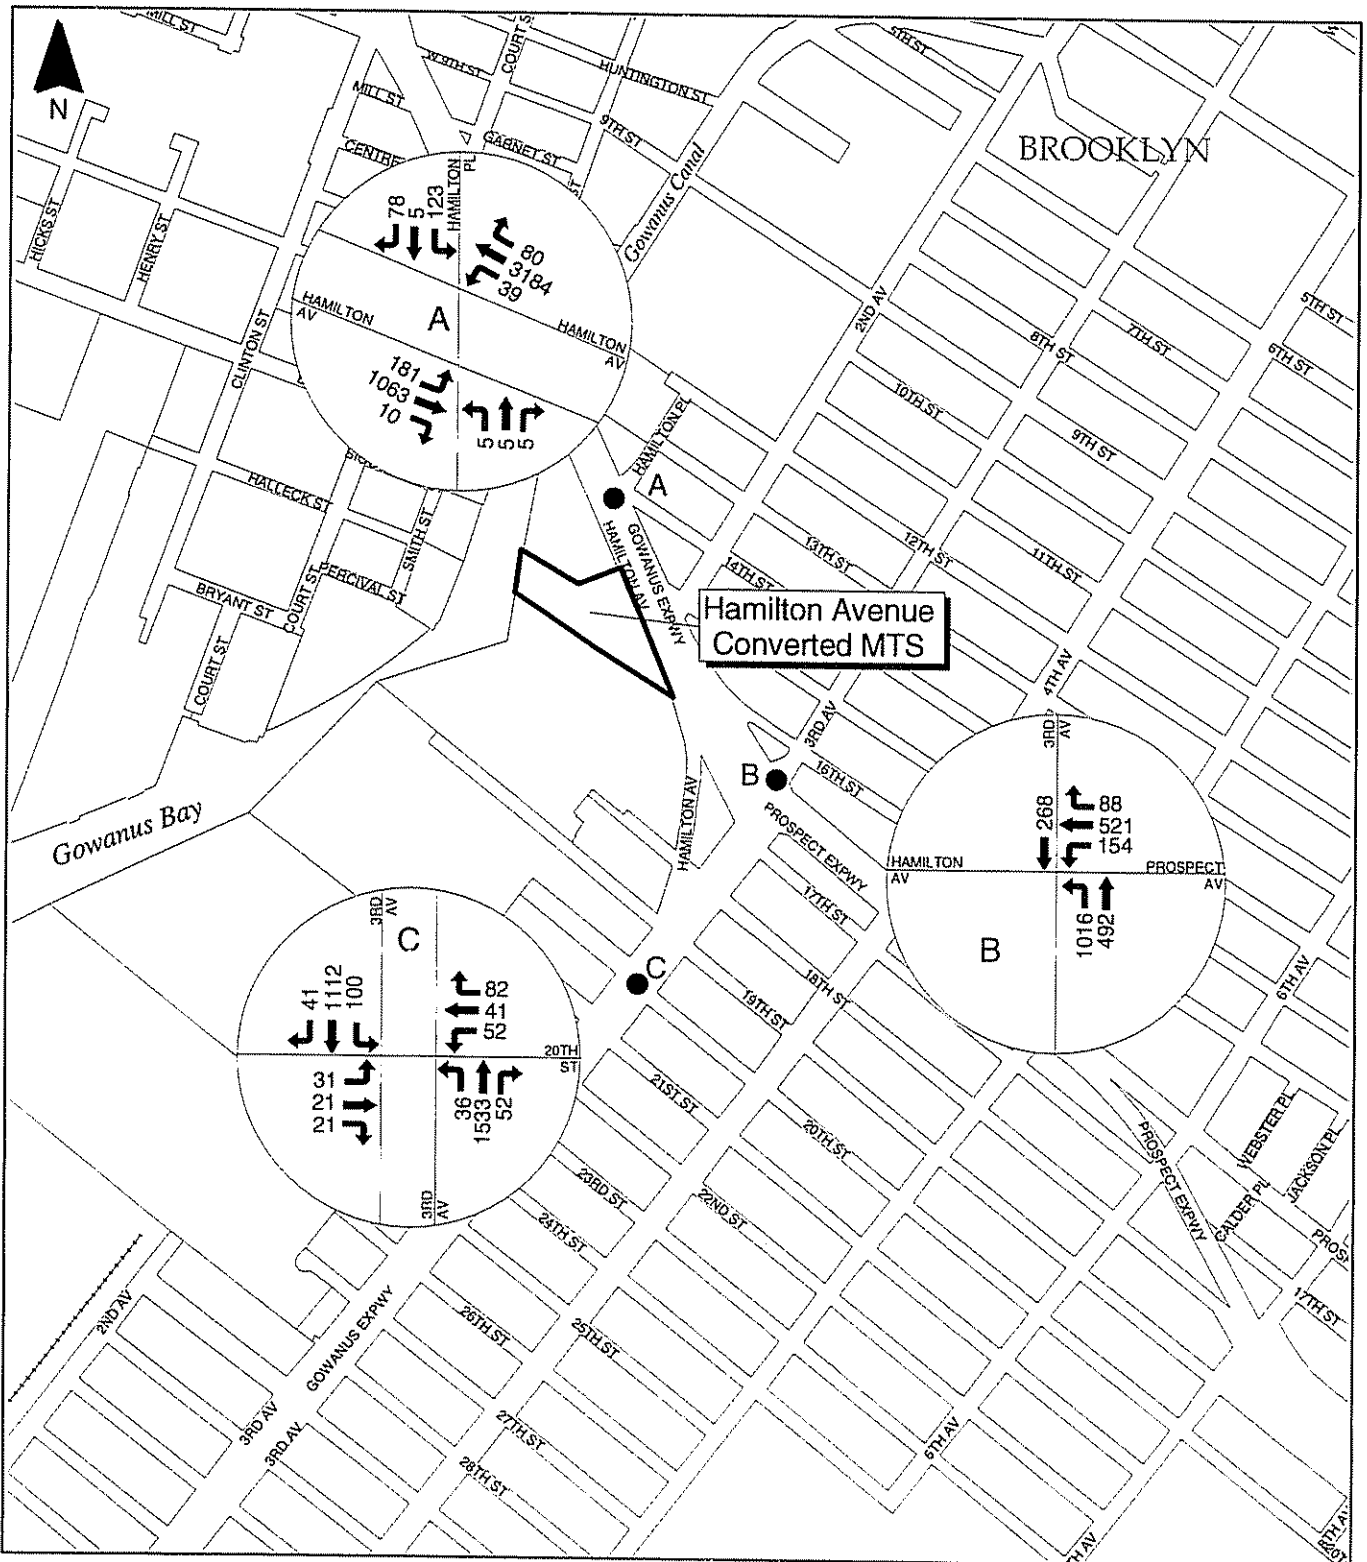 MILL ST
COURT ST
W 9TH ST
HUNTINGTON ST
5TH ST
N
MILL ST
9TH ST
GARNET ST
CENTRE
BROOKLYN
Gowanus Canal
HICKS ST
HENRY ST
CLINTON ST
HAMILTON
PL
78
5
123
80
3184
39
HAMILTON
AV
A
HAMILTON
AV
181
1063
10
5
5
5
2ND AV
5TH ST
6TH ST
7TH ST
8TH ST
10TH ST
9TH ST
HAMILTON PL
A
HALLECK ST
SMITH ST
PERCIVAL ST
BRYANT ST
COURT ST
COURT ST
HAMILTON AV
GOWANUS EXPWY
13TH ST
12TH ST
11TH ST
14TH ST
Hamilton Avenue
Converted MTS
4TH AV
3RD AV
B
16TH ST
HAMILTON AV
PROSPECT EXPWY
17TH ST
Gowanus Bay
3RD
AV
268
88
521
154
HAMILTON
AV
PROSPECT
AV
1016
492
B
3RD
AV
C
41
1112
100
82
41
52
20TH
ST
31
21
21
36
1533
52
3RD
AV
C
18TH ST
19TH ST
6TH AV
21ST ST
20TH ST
23RD ST
22ND ST
24TH ST
WEBSTER PL
JACKSON PL
CALDER PL
PROSPECT EXPWY
17TH ST
2ND AV
GOWANUS EXPWY
26TH ST
25TH ST
3RD AV
3RD AV
27TH ST
28TH ST